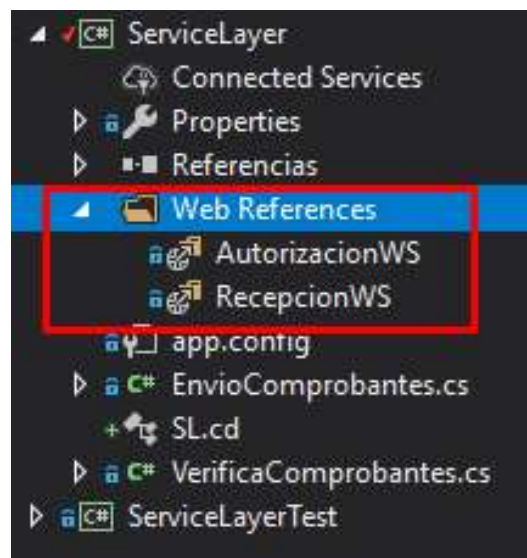 C# ServiceLayer
Connected Services
Properties
Referencias
Web References
AutorizacionWS
RecepcionWS
app.config
C# EnvioComprobantes.cs
SL.cd
C# VerificaComprobantes.cs
C# ServiceLayerTest